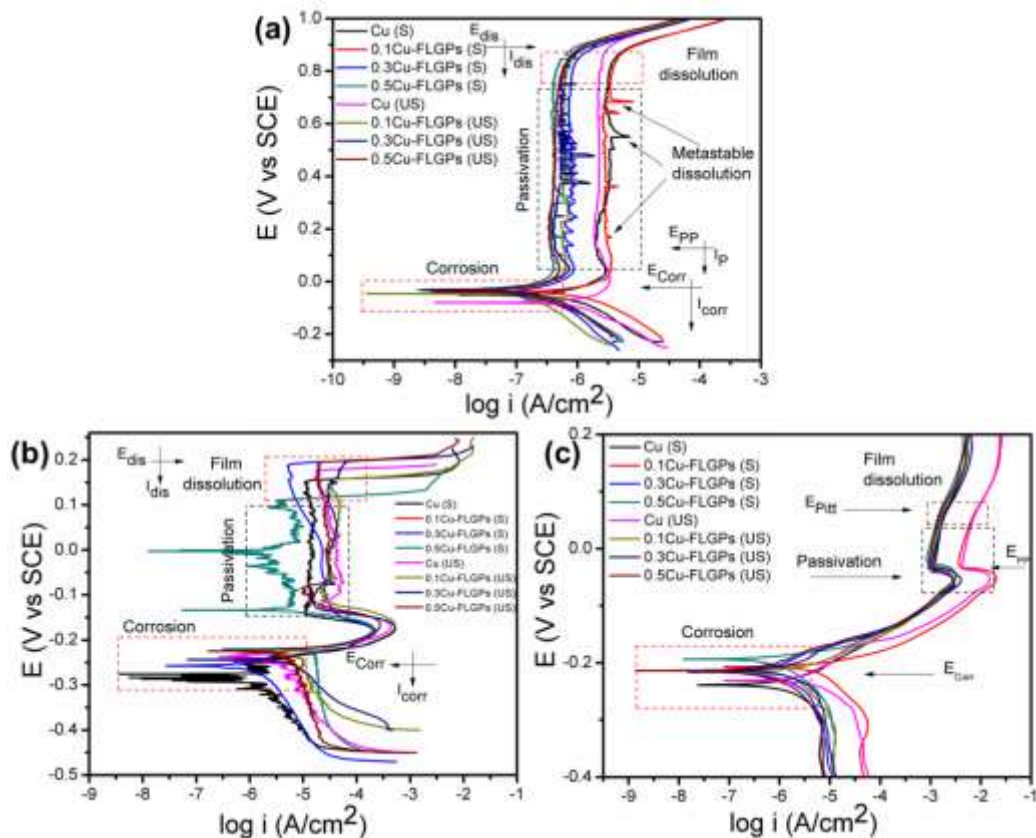 (a)
E (V vs SCE)
1.0
0.8
0.6
0.4
0.2
0.0
-0.2
Cu (S)
0.1Cu-FLGPs (S)
0.3Cu-FLGPs (S)
0.5Cu-FLGPs (S)
Cu (US)
0.1Cu-FLGPs (US)
0.3Cu-FLGPs (US)
0.5Cu-FLGPs (US)
Edis
Idis
Film
dissolution
Passivation
Metastable
dissolution
EPP
IP
ECorr
Icorr
Corrosion
-10 -9 -8 -7 -6 -5 -4 -3
log i (A/cm2)
(b)
E (V vs SCE)
0.2
0.1
0.0
-0.1
-0.2
-0.3
-0.4
-0.5
Edis
Idis
Film
dissolution
Passivation
Cu (S)
0.1Cu-FLGPs (S)
0.3Cu-FLGPs (S)
0.5Cu-FLGPs (S)
Cu (US)
0.1Cu-FLGPs (US)
0.3Cu-FLGPs (US)
0.5Cu-FLGPs (US)
Corrosion
ECorr
Icorr
-9 -8 -7 -6 -5 -4 -3 -2 -1
log i (A/cm2)
(c)
E (V vs SCE)
0.2
0.0
-0.2
-0.4
Cu (S)
0.1Cu-FLGPs (S)
0.3Cu-FLGPs (S)
0.5Cu-FLGPs (S)
Cu (US)
0.1Cu-FLGPs (US)
0.3Cu-FLGPs (US)
0.5Cu-FLGPs (US)
Film
dissolution
EPitt
Passivation
EPP
Corrosion
ECorr
-9 -8 -7 -6 -5 -4 -3 -2 -1
log i (A/cm2)